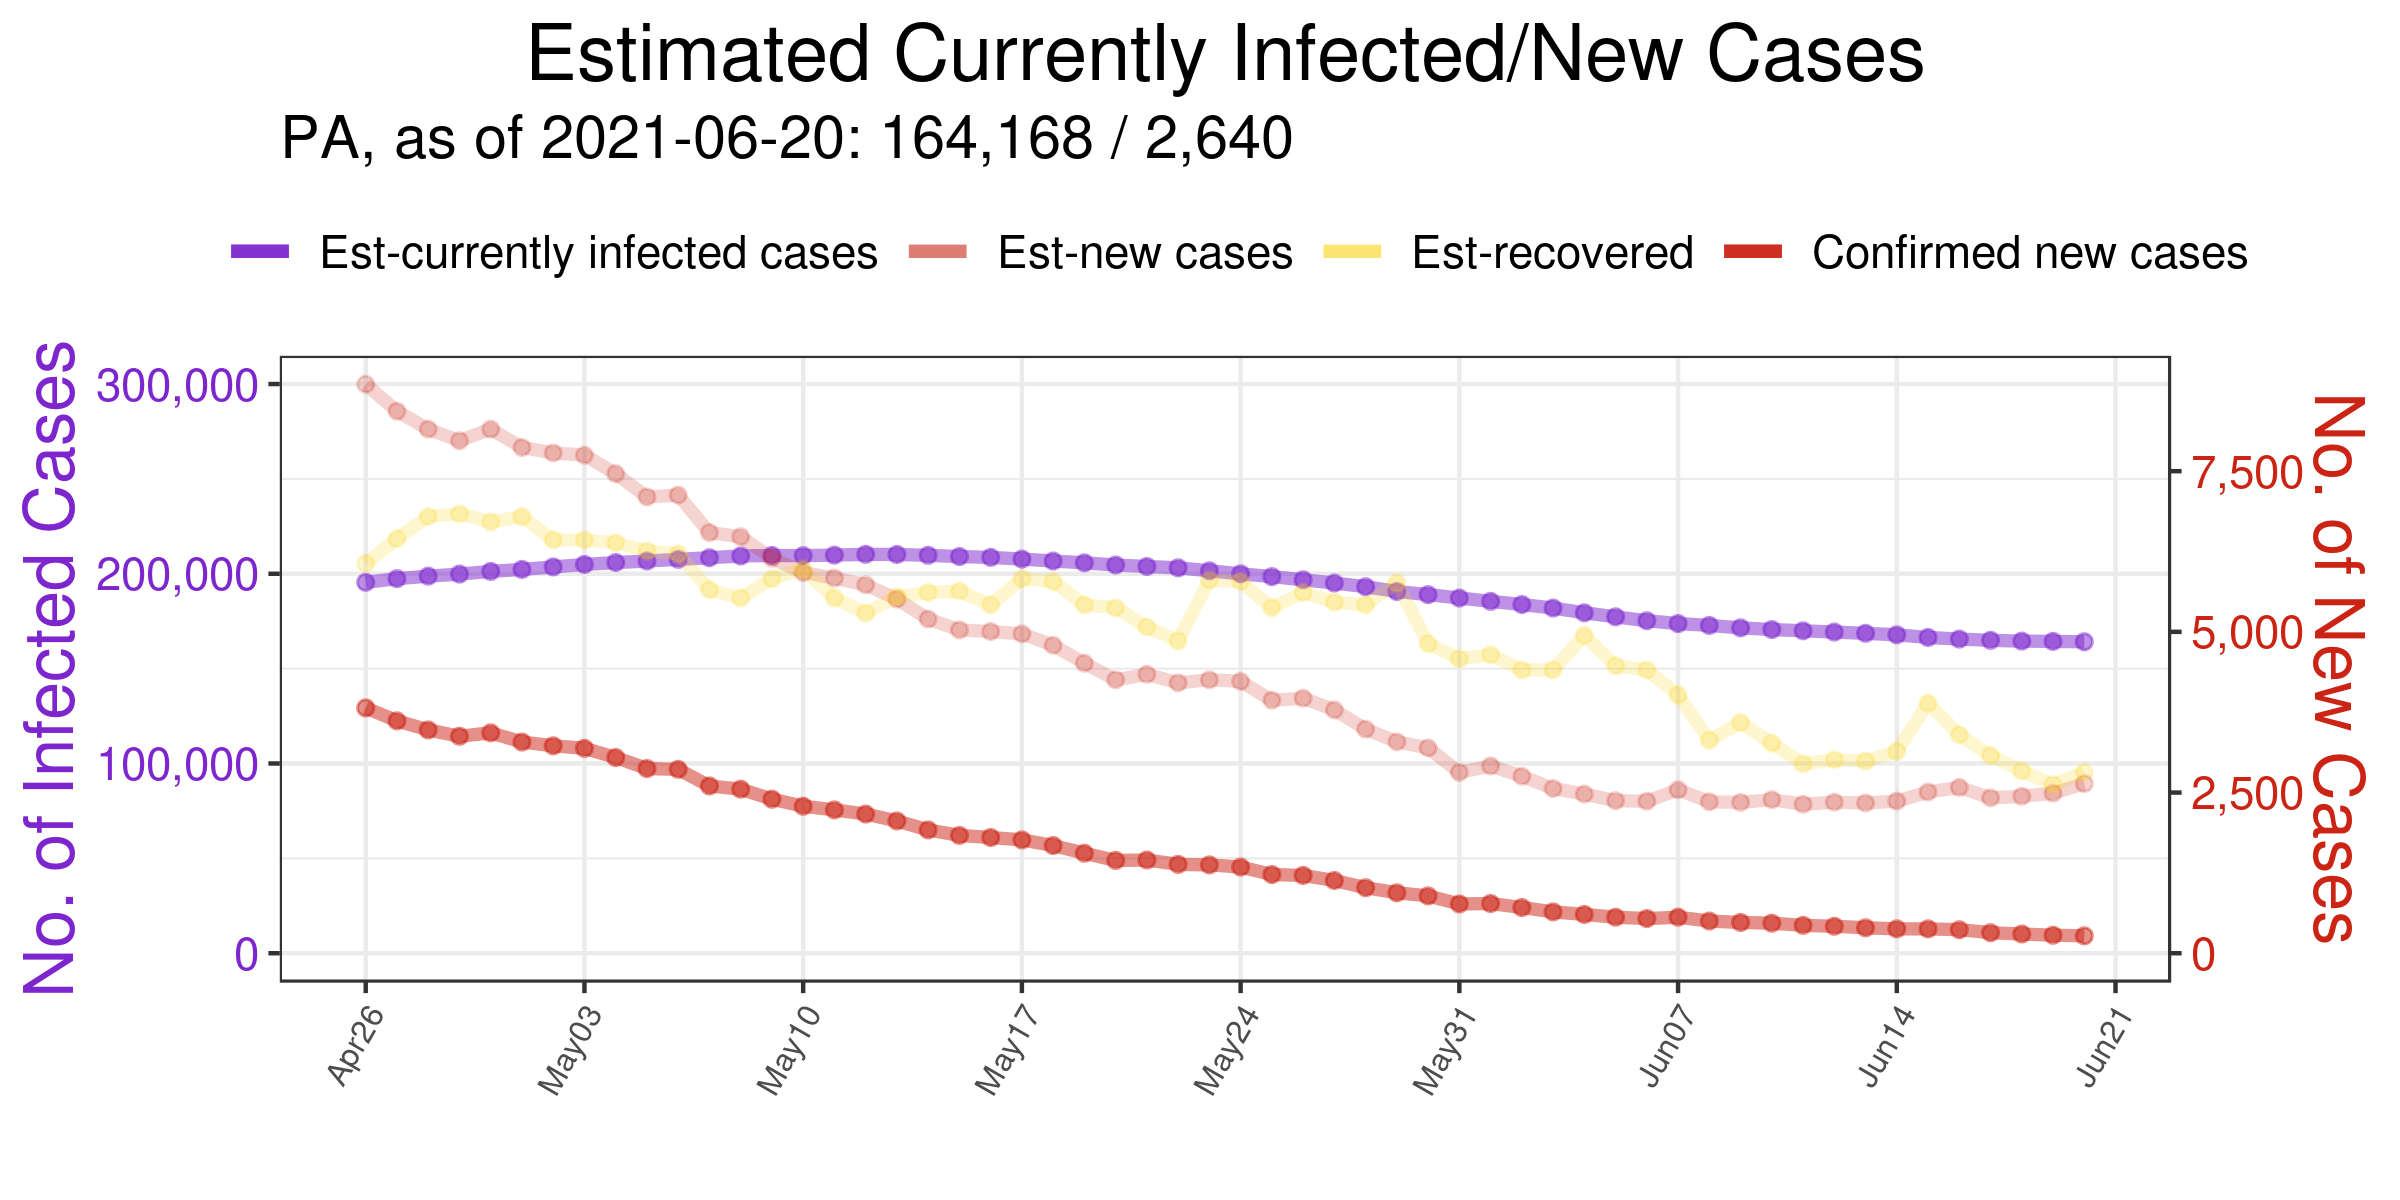 Estimated Currently Infected/New Cases
PA, as of 2021-06-20: 164,168 / 2,640
Est-currently infected cases Est-new cases Est-recovered Confirmed new cases
No. of Infected Cases
300,000
200,000
100,000
0
7,500
5,000
2,500
0
No. of New Cases
Apr26 May03 May10 May17 May24 May31 Jun07 Jun14 Jun21